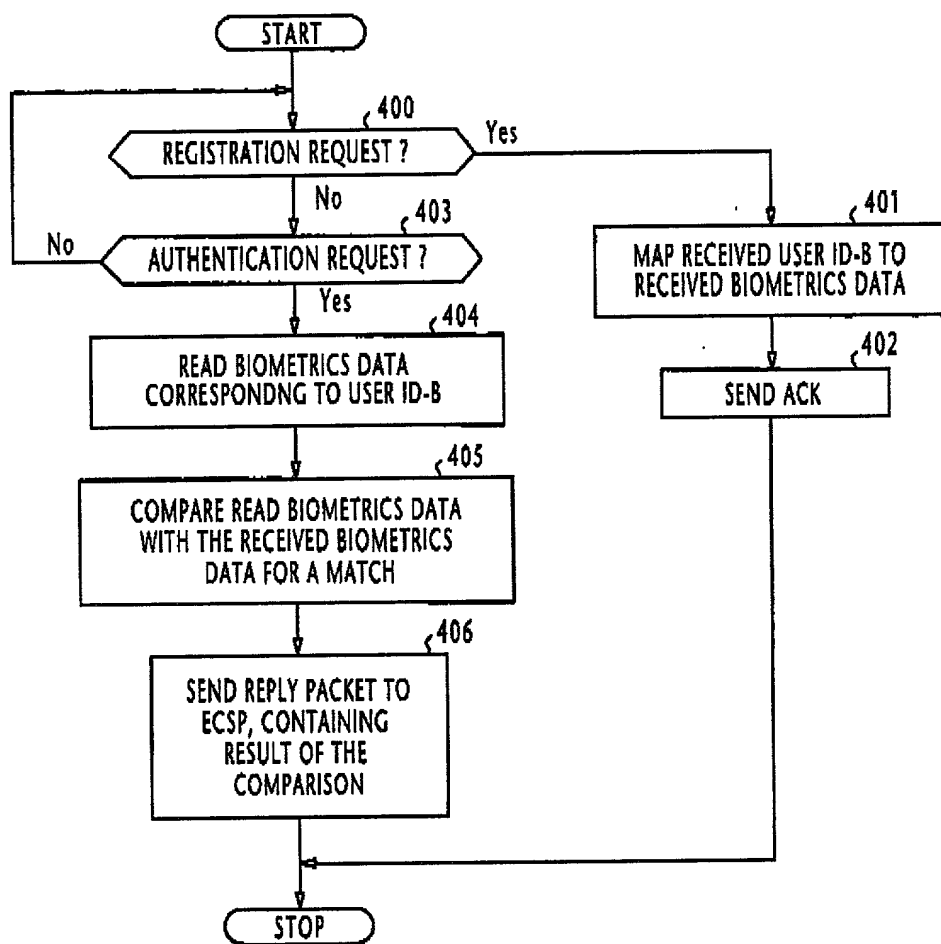 START
400
REGISTRATION REQUEST ?
Yes
No
403
No
AUTHENTICATION REQUEST ?
Yes
401
MAP RECEIVED USER ID-B TO
RECEIVED BIOMETRICS DATA
402
SEND ACK
404
READ BIOMETRICS DATA
CORRESPONDNG TO USER ID-B
405
COMPARE READ BIOMETRICS DATA
WITH THE RECEIVED BIOMETRICS
DATA FOR A MATCH
406
SEND REPLY PACKET TO
ECSP, CONTAINING
RESULT OF THE
COMPARISON
STOP